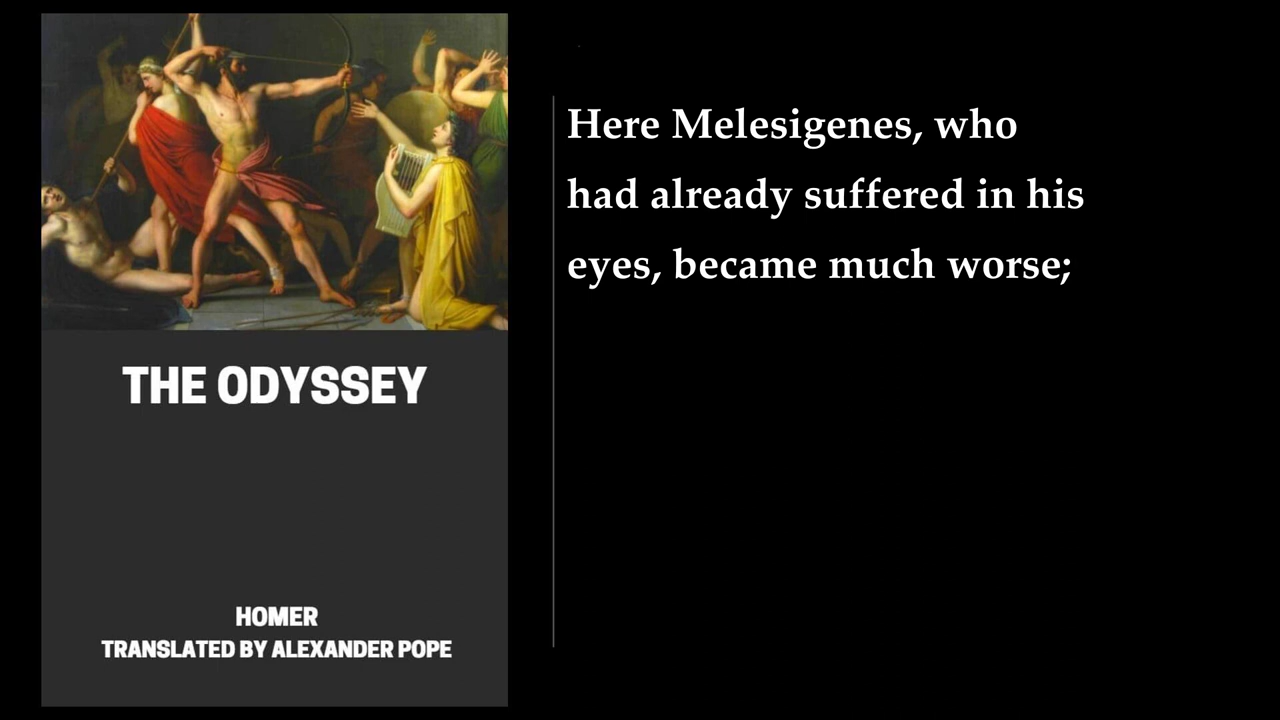 THE ODYSSEY
HOMER
TRANSLATED BY ALEXANDER POPE
Here Melesigenes, who
had already suffered in his
eyes, became much worse;